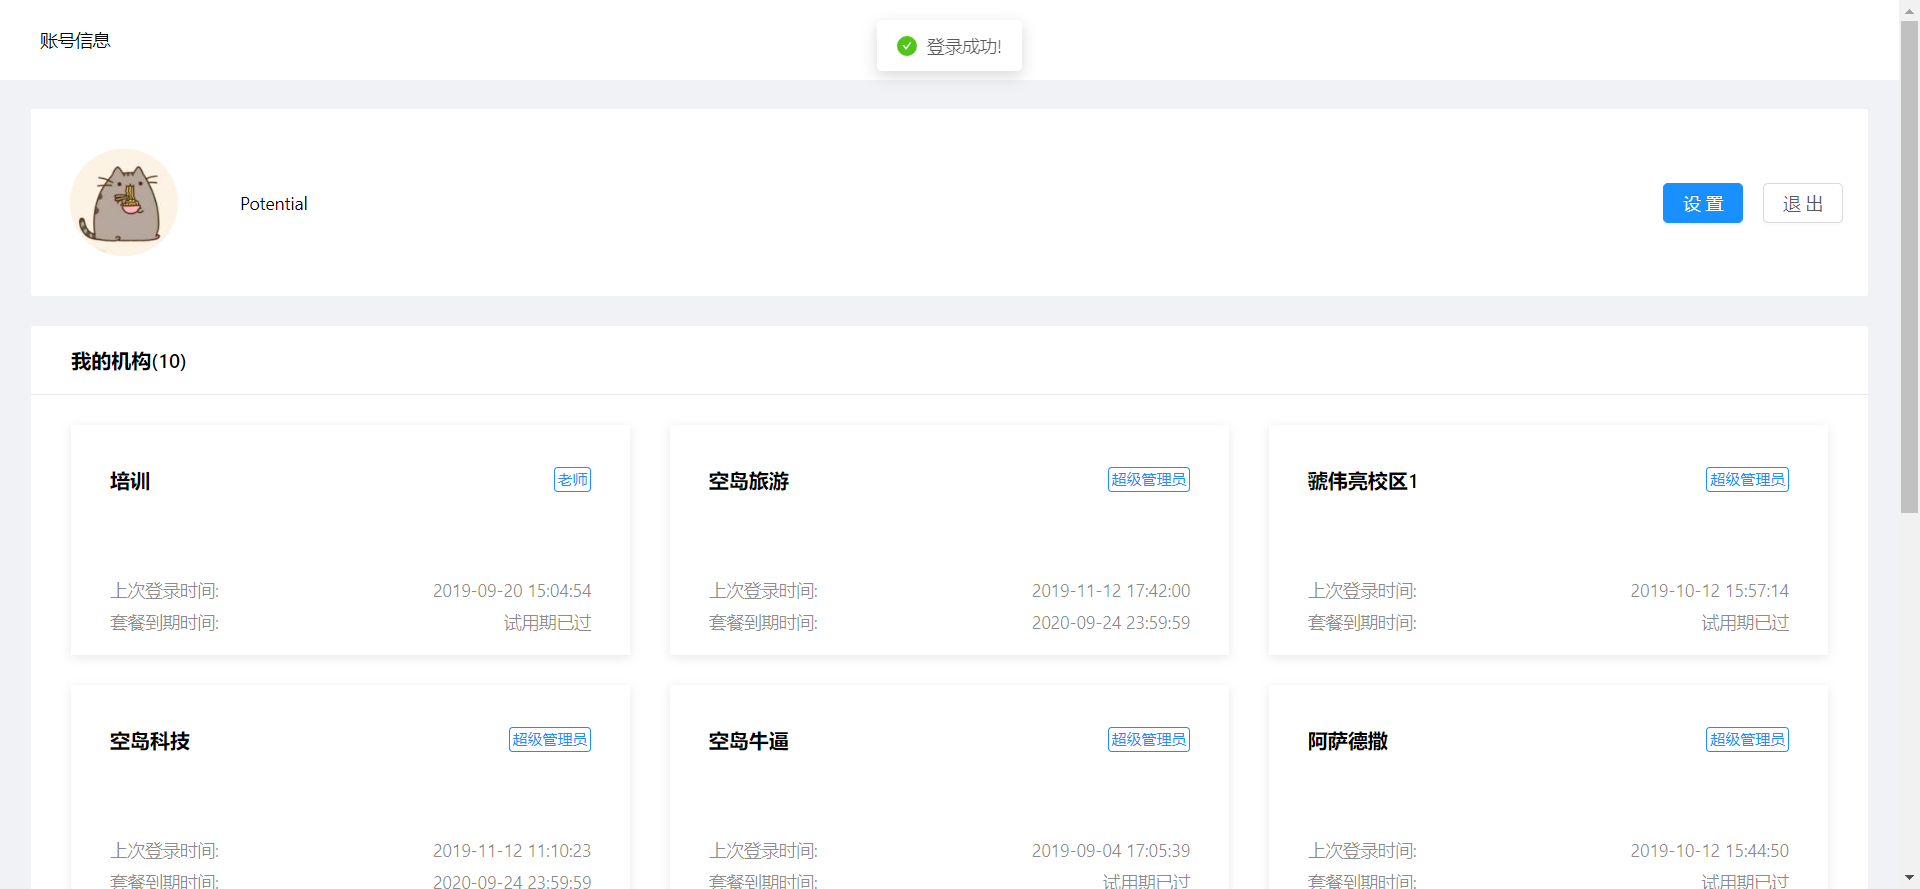 账号信息
登录成功!
Potential
设 置
退 出
我的机构(10)
培训
老师
空岛旅游
超级管理员
虢伟亮校区1
超级管理员
上次登录时间: 2019-09-20 15:04:54
套餐到期时间: 试用期已过
上次登录时间: 2019-11-12 17:42:00
套餐到期时间: 2020-09-24 23:59:59
上次登录时间: 2019-10-12 15:57:14
套餐到期时间: 试用期已过
空岛科技
超级管理员
空岛牛逼
超级管理员
阿萨德撒
超级管理员
上次登录时间: 2019-11-12 11:10:23
套餐到期时间: 2020-09-24 23:59:59
上次登录时间: 2019-09-04 17:05:39
套餐到期时间: 试用期已过
上次登录时间: 2019-10-12 15:44:50
套餐到期时间: 试用期已过